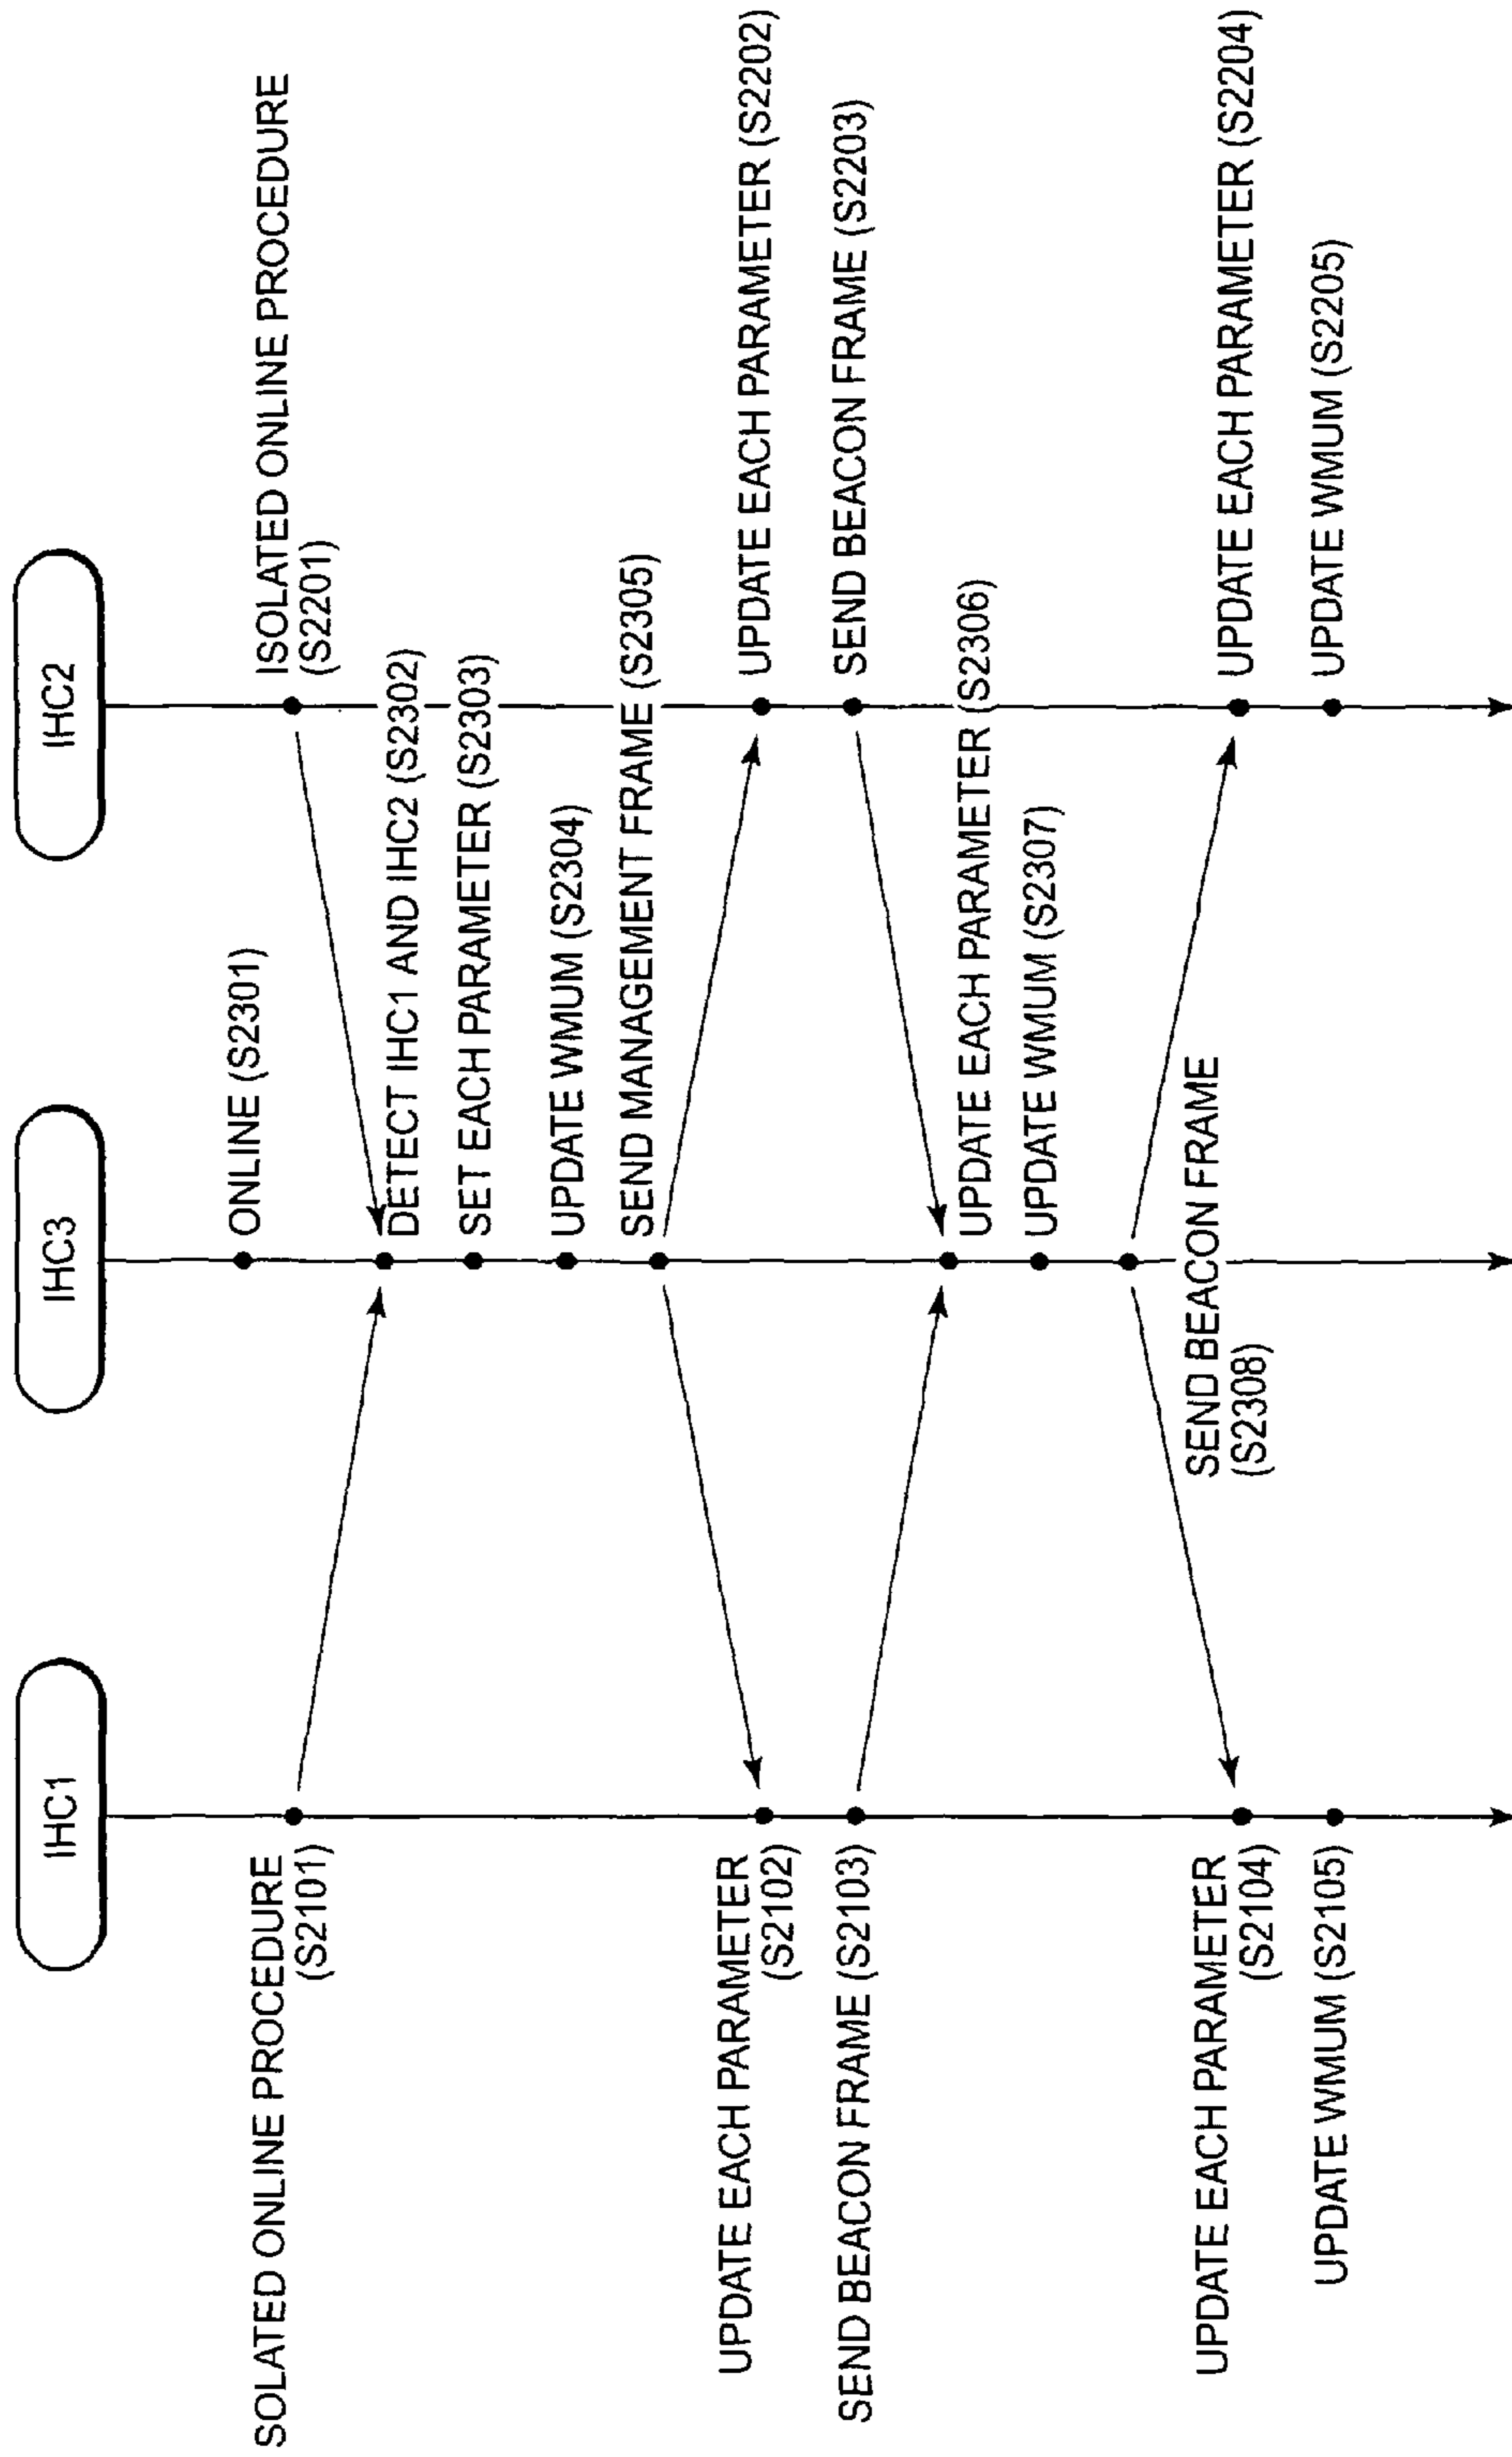 IHC1
IHC3
IHC2
ONLINE (S2301)
SOLATED ONLINE PROCEDURE
(S2101)
ISOLATED ONLINE PROCEDURE
(S2201)
DETECT IHC1 AND IHC2 (S2302)
SET EACH PARAMETER (S2303)
UPDATE WMUM (S2304)
SEND MANAGEMENT FRAME (S2305)
UPDATE EACH PARAMETER
(S2102)
UPDATE EACH PARAMETER (S2202)
SEND BEACON FRAME (S2103)
SEND BEACON FRAME (S2203)
UPDATE EACH PARAMETER (S2306)
UPDATE WMUM (S2307)
SEND BEACON FRAME
(S2308)
UPDATE EACH PARAMETER
(S2104)
UPDATE EACH PARAMETER (S2204)
UPDATE WMUM (S2105)
UPDATE WMUM (S2205)